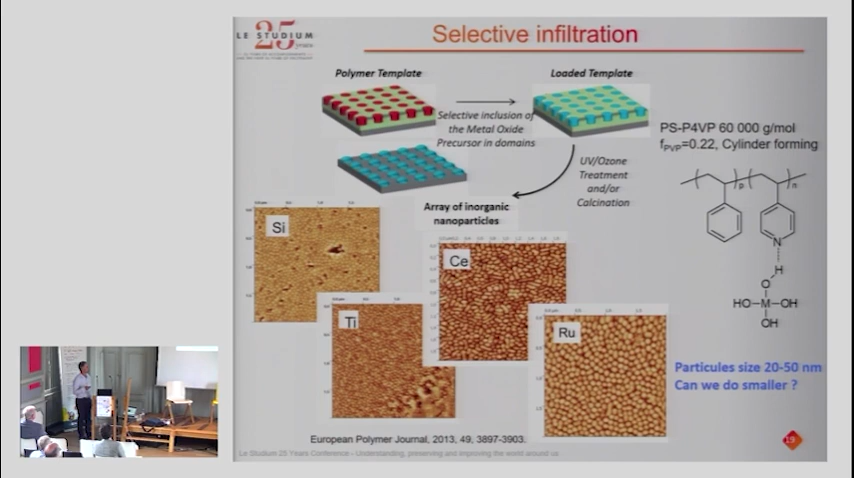 LE STUDIUM
25
years
Selective infiltration
Polymer Template
Loaded Template
Selective inclusion of
the Metal Oxide
Precursor in domains
PS-P4VP 60 000 g/mol
fPVP=0.22, Cylinder forming
UV/Ozone
Treatment
and/or
Calcination
Array of inorganic
nanoparticles
p
n
N
H
O
HO-M-OH
OH
Si
Ti
Ce
Ru
Particules size 20-50 nm
Can we do smaller ?
European Polymer Journal, 2013, 49, 3897-3903.
19
Le Studium 25 Years Conference - Understanding, preserving and improving the world around us